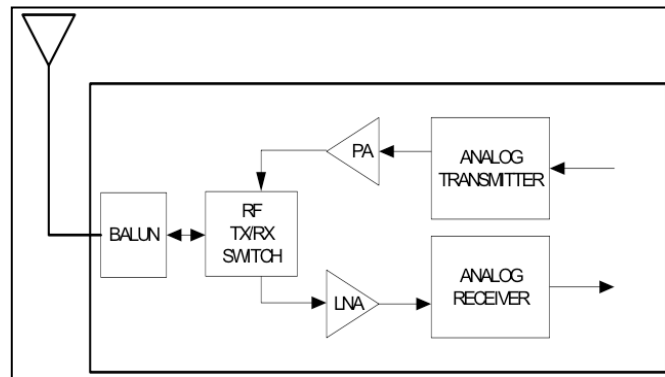 PA
ANALOG
TRANSMITTER
BALUN
RF
TX/RX
SWITCH
LNA
ANALOG
RECEIVER